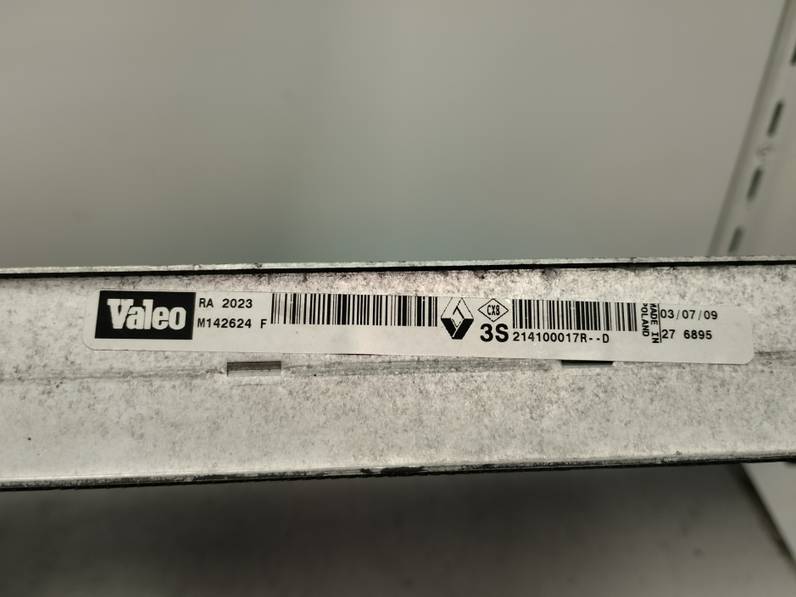 Valeo
RA 2023
M142624 F
CX8
3S
214100017R--D
MADE IN
POLAND
03/07/09
27 6895